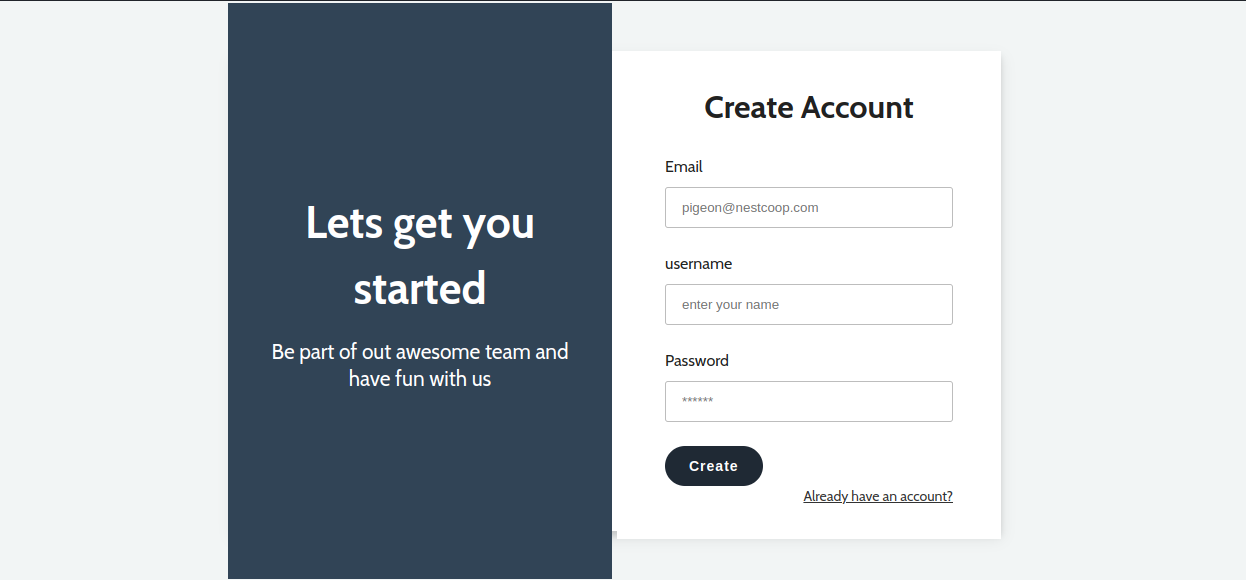 Lets get you
started
Be part of out awesome team and
have fun with us
Create Account
Email
pigeon@nestcoop.com
username
enter your name
Password
******
Create
Already have an account?